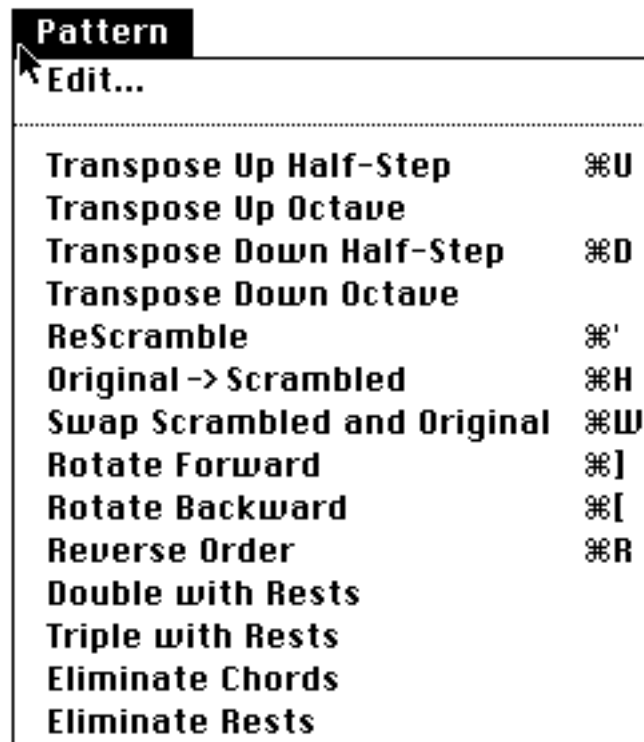 Pattern
Edit...
Transpose Up Half-Step ⌘U
Transpose Up Octave
Transpose Down Half-Step ⌘D
Transpose Down Octave
ReScramble ⌘'
Original -> Scrambled ⌘H
Swap Scrambled and Original ⌘W
Rotate Forward ⌘]
Rotate Backward ⌘[
Reverse Order ⌘R
Double with Rests
Triple with Rests
Eliminate Chords
Eliminate Rests